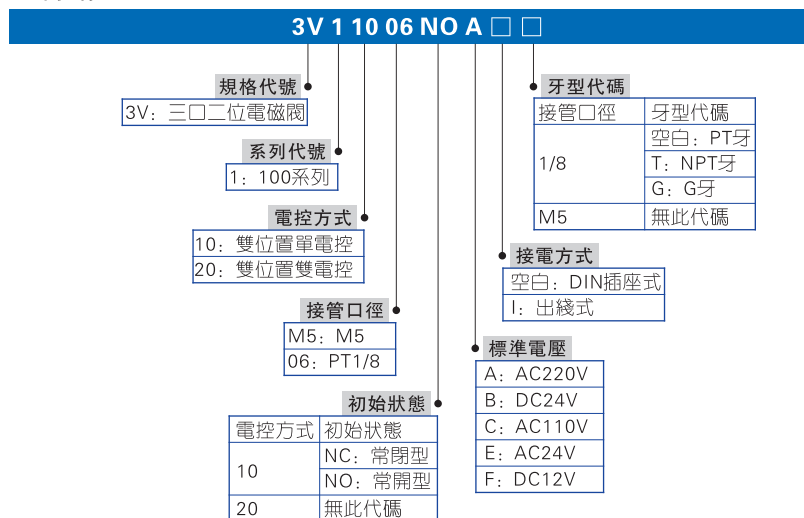 3V 1 10 06 NO A □ □
規格代號
3V: 三口二位電磁閥
系列代號
1: 100系列
電控方式
10: 雙位置單電控
20: 雙位置雙電控
接管口徑
M5: M5
06: PT1/8
初始狀態
電控方式 初始狀態
10
NC: 常閉型
NO: 常開型
20 無此代碼
標準電壓
A: AC220V
B: DC24V
C: AC110V
E: AC24V
F: DC12V
接電方式
空白: DIN插座式
I: 出綫式
牙型代碼
接管口徑 牙型代碼
1/8
空白: PT牙
T: NPT牙
G: G牙
M5 無此代碼